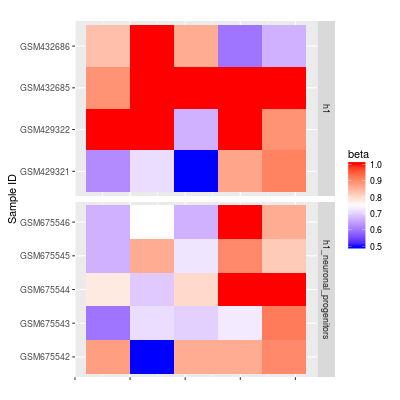 GSM432686
GSM432685
GSM429322
GSM429321
h1
GSM675546
GSM675545
GSM675544
GSM675543
GSM675542
h1_neuronal_progenitors
Sample ID
beta
1.0
0.9
0.8
0.7
0.6
0.5